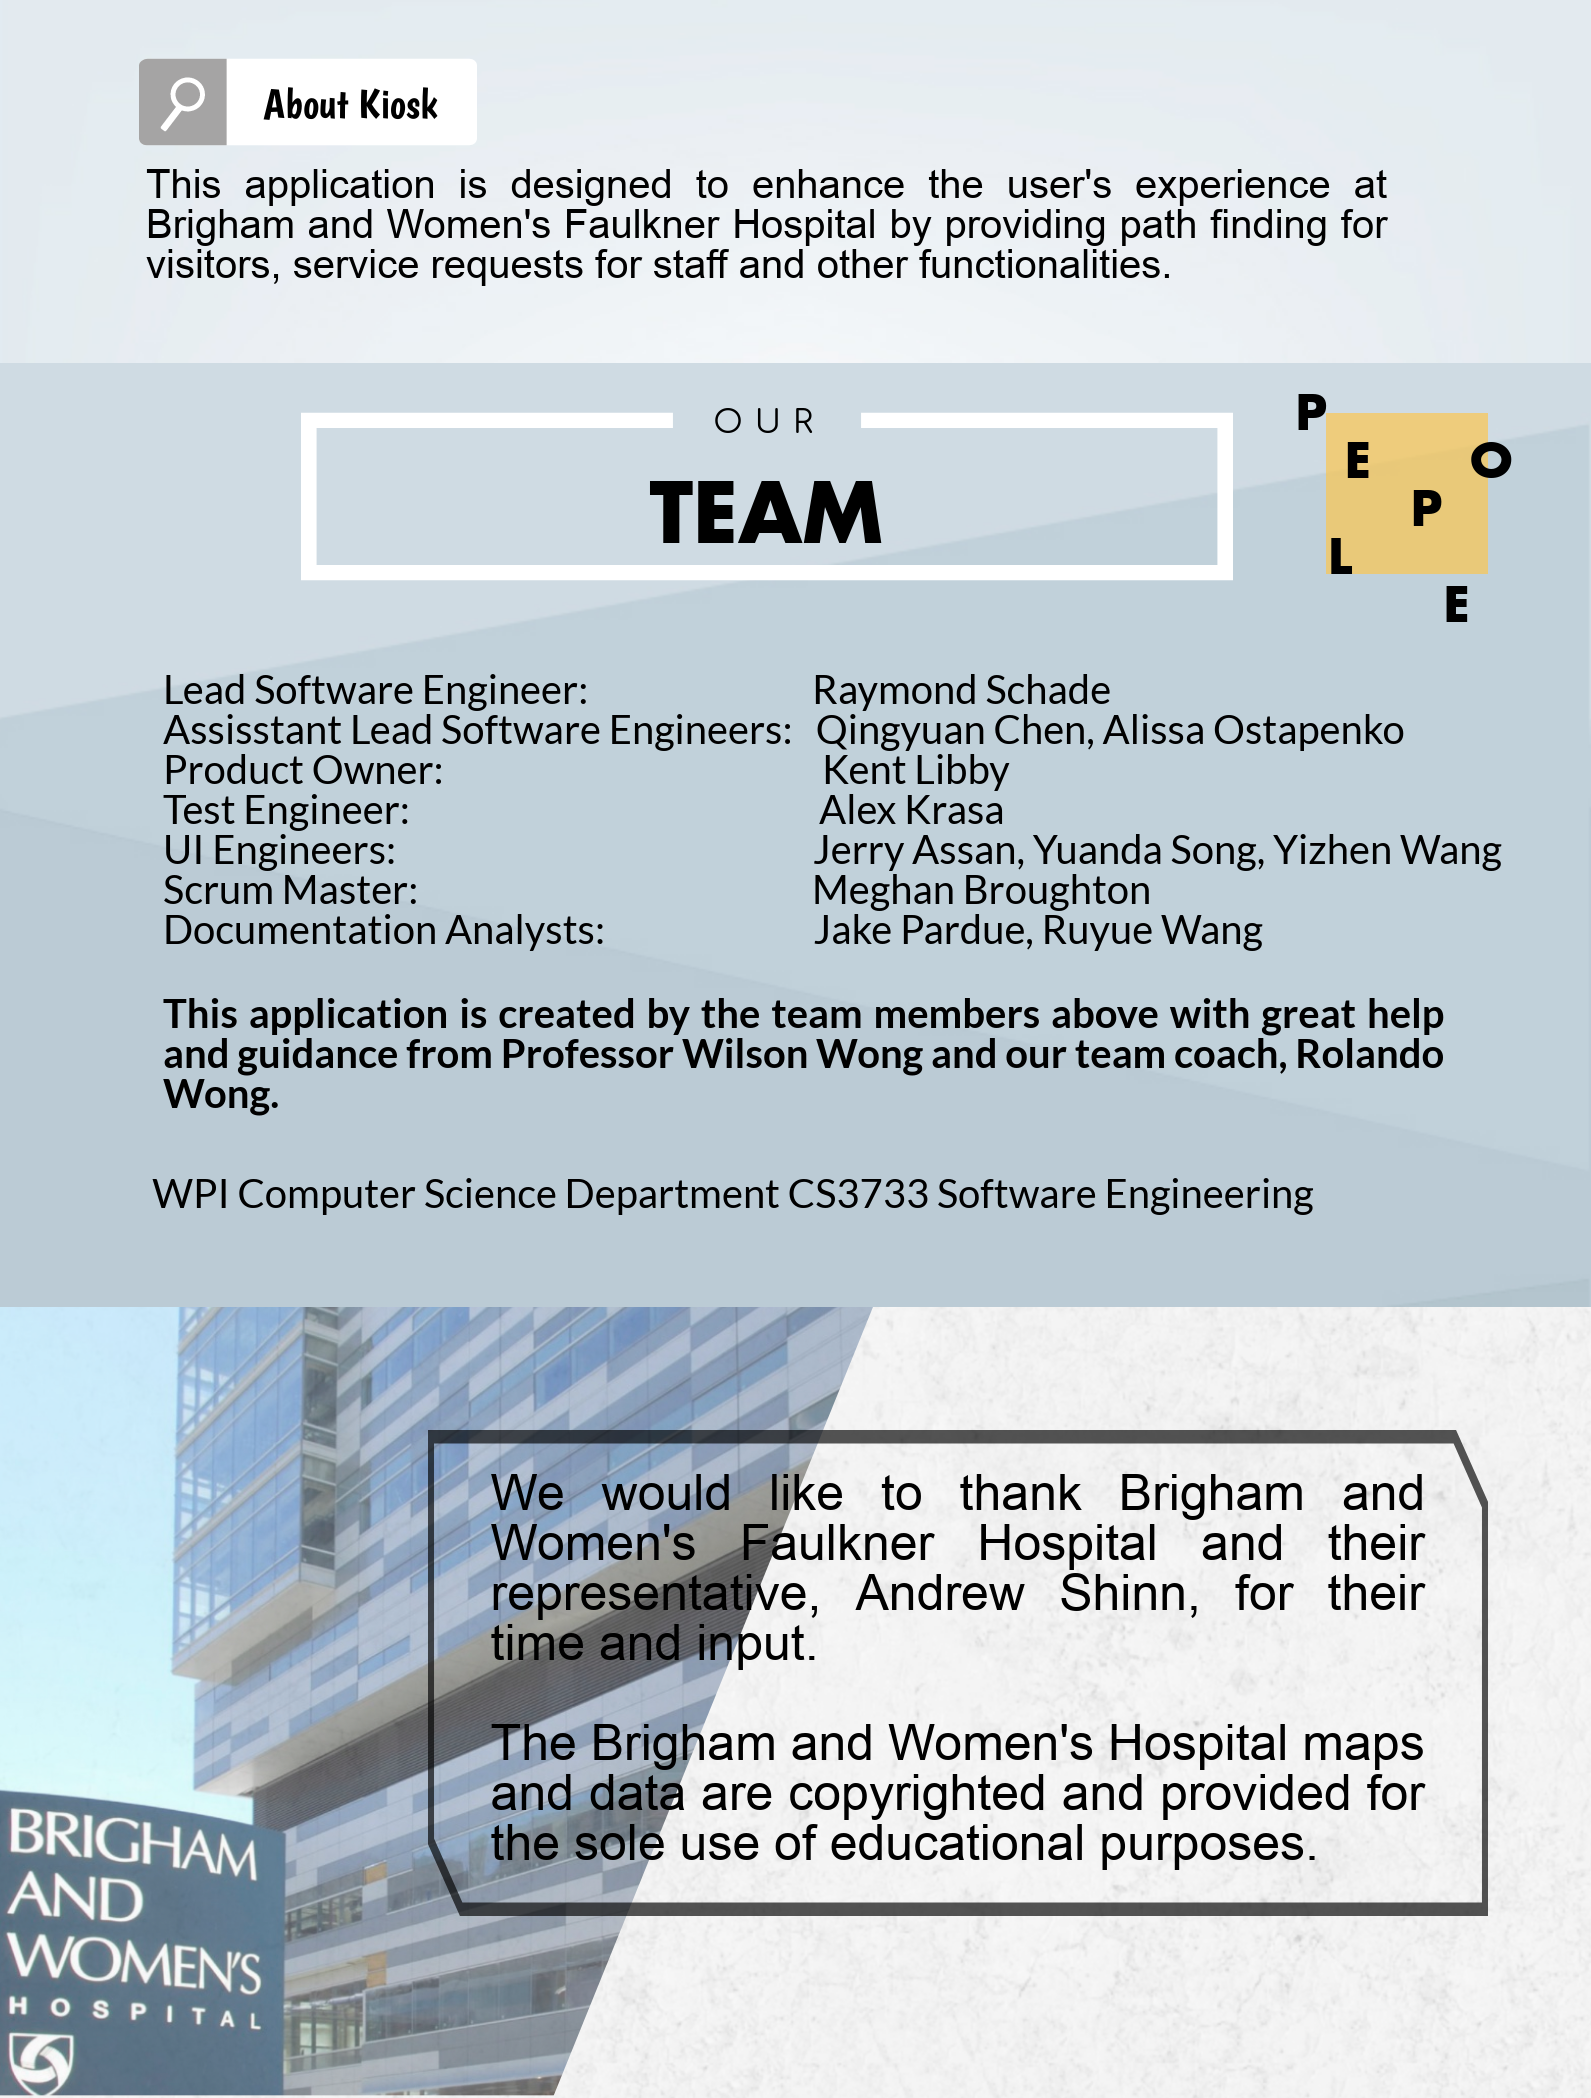 About Kiosk
This application is designed to enhance the user's experience at
Brigham and Women's Faulkner Hospital by providing path finding for
visitors, service requests for staff and other functionalities.
OUR
TEAM
P
E O
P
L
E
Lead Software Engineer: Raymond Schade
Assisstant Lead Software Engineers: Qingyuan Chen, Alissa Ostapenko
Product Owner: Kent Libby
Test Engineer: Alex Krasa
UI Engineers: Jerry Assan, Yuanda Song, Yizhen Wang
Scrum Master: Meghan Broughton
Documentation Analysts: Jake Pardue, Ruyue Wang
This application is created by the team members above with great help
and guidance from Professor Wilson Wong and our team coach, Rolando
Wong.
WPI Computer Science Department CS3733 Software Engineering
We would like to thank Brigham and
Women's Faulkner Hospital and their
representative, Andrew Shinn, for their
time and input.
The Brigham and Women's Hospital maps
and data are copyrighted and provided for
the sole use of educational purposes.
BRIGHAM
AND
WOMEN'S
HOSPITAL